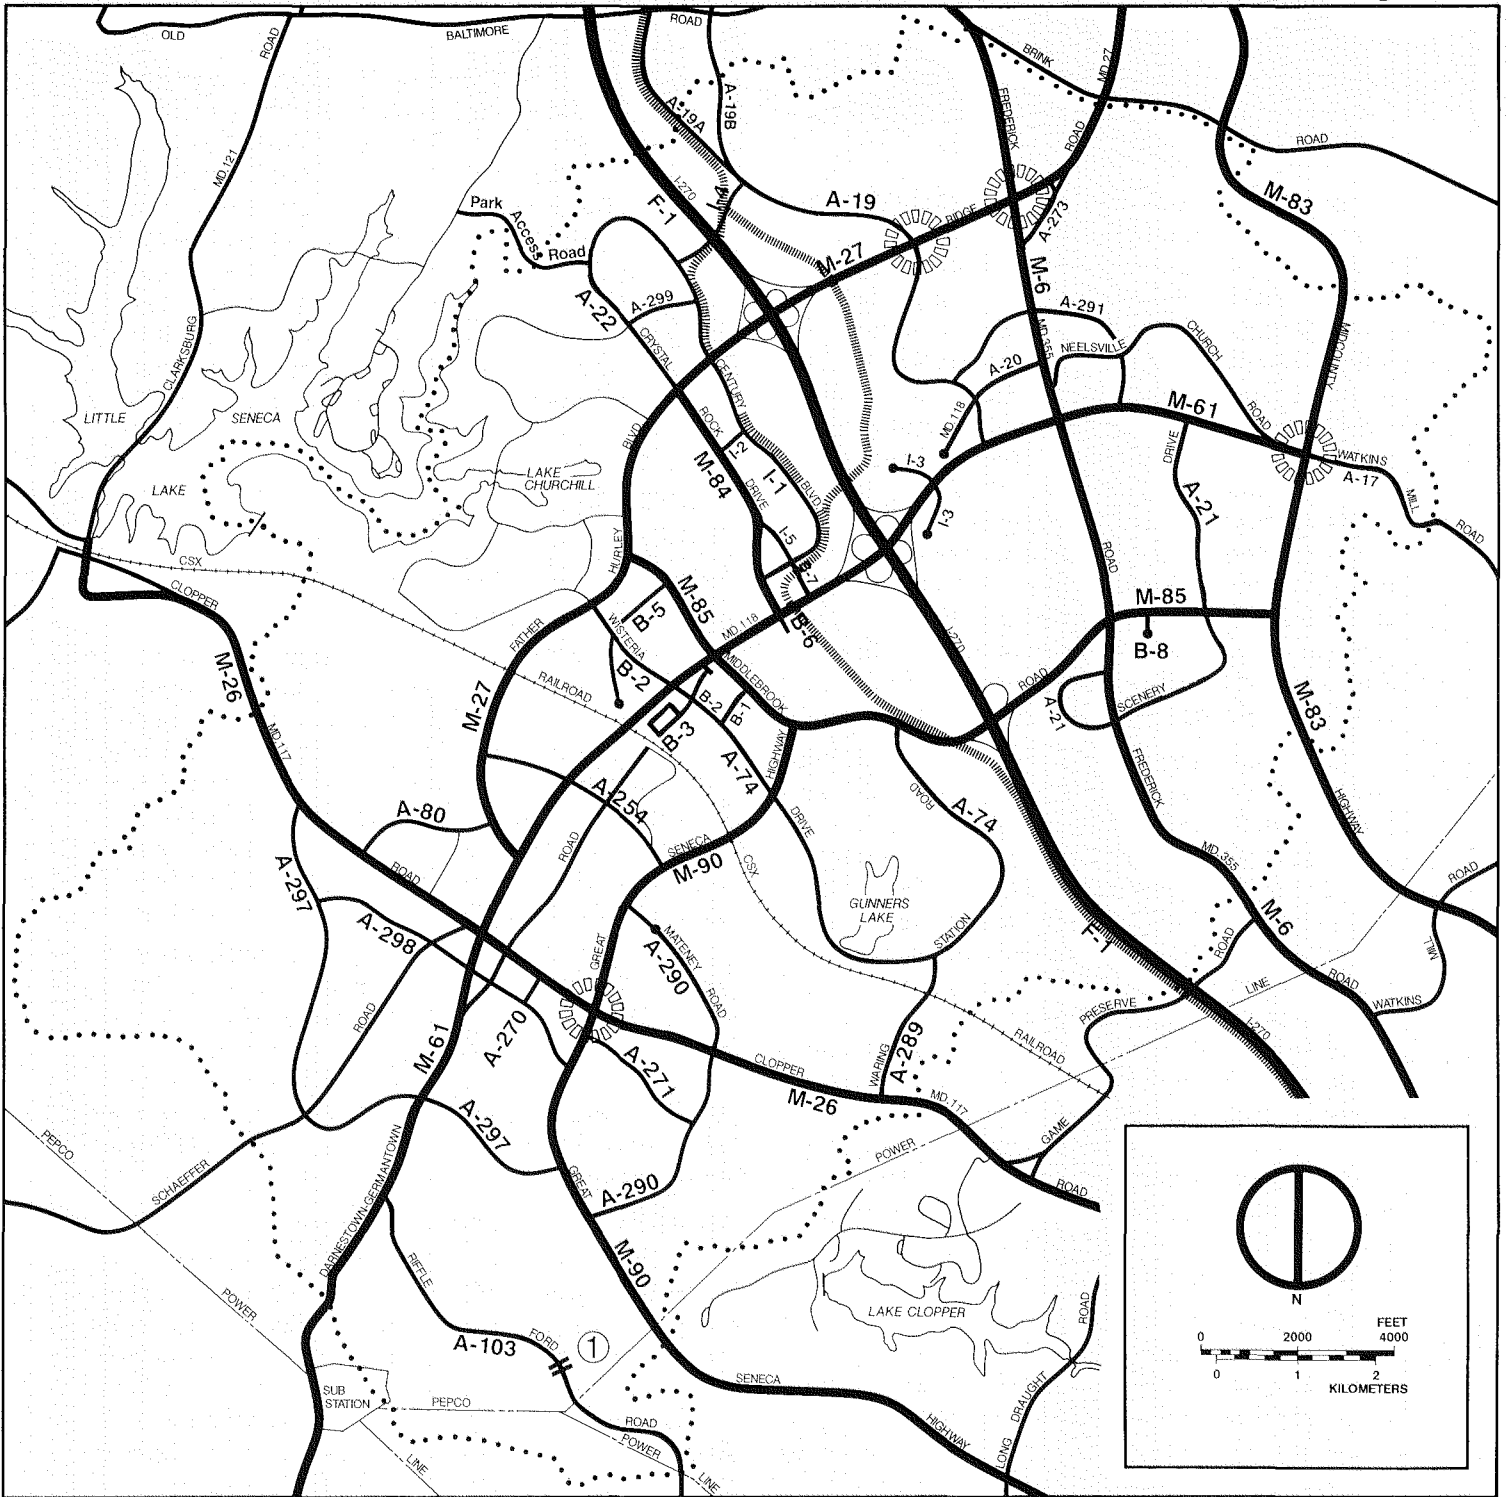 ROAD
OLD
BALTIMORE
ROAD
BRINK
MD.27
A-19B
A-19A
FREDERICK
ROAD
ROAD
MD.121
I-270
F-1
Park
Access
Road
A-19
RIDGE
A-273
M-83
M-27
M-6
A-22
A-299
A-291
CRYSTAL
MD.355
NEELSVILLE
CHURCH
MIDCOUNTY
CLARKSBURG
CENTURY
A-20
LITTLE
SENECA
ROCK
MD.118
M-61
ROAD
BLVD
I-2
DRIVE
WATKINS
A-17
M-84
I-1
I-3
LAKE
LAKE
CHURCHILL
DRIVE
BLVD
A-21
MILL
ROAD
I-3
I-5
HURLEY
ROAD
CSX
B-7
CLOPPER
M-85
M-85
B-5
WISTERIA
MD.118
B-6
I-270
B-8
FATHER
MIDDLEBROOK
B-2
ROAD
M-26
RAILROAD
B-2
B-1
A-21
SCENERY
M-27
B-3
M-83
MD.117
A-74
HIGHWAY
FREDERICK
A-254
ROAD
A-74
A-80
DRIVE
HIGHWAY
ROAD
SENECA
CSX
M-90
MD.355
ROAD
A-297
ROAD
GUNNERS
LAKE
M-6
A-298
GREAT
MATENEY
STATION
F-1
ROAD
MILL
A-290
ROAD
LINE
ROAD
WATKINS
ROAD
PRESERVE
A-270
M-61
RAILROAD
I-270
WARING
A-289
A-271
CLOPPER
M-26
MD.117
A-297
GAME
PEPCO
POWER
SCHAEFFER
DARNESTOWN-GERMANTOWN
GREAT
A-290
ROAD
M-90
RIFFLE
POWER
LAKE CLOPPER
ROAD
FORD
1
A-103
SENECA
SUB
STATION
PEPCO
DRAUGHT
ROAD
HIGHWAY
POWER
LINE
LINE
LONG
N
FEET
0 2000 4000
0 1 2
KILOMETERS